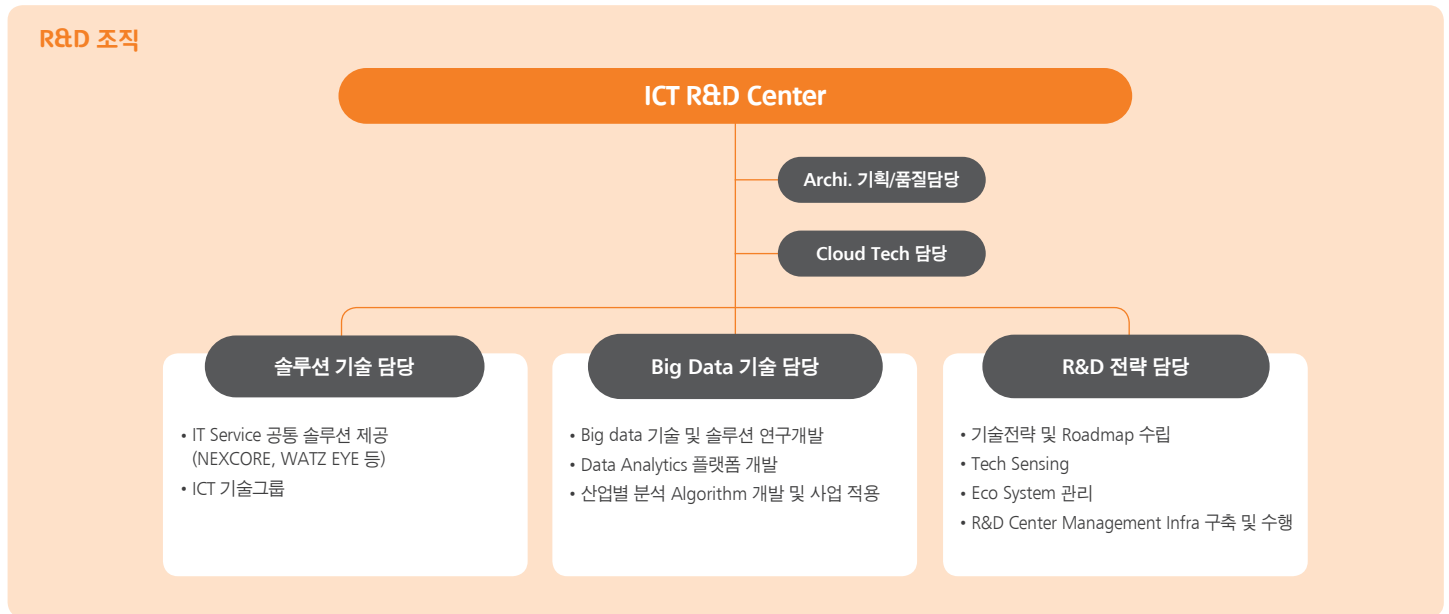 R&D 조직
ICT R&D Center
Archi. 기획/품질담당
Cloud Tech 담당
솔루션 기술 담당
• IT Service 공통 솔루션 제공
(NEXCORE, WATZ EYE 등)
• ICT 기술그룹
Big Data 기술 담당
• Big data 기술 및 솔루션 연구개발
• Data Analytics 플랫폼 개발
• 산업별 분석 Algorithm 개발 및 사업 적용
R&D 전략 담당
• 기술전략 및 Roadmap 수립
• Tech Sensing
• Eco System 관리
• R&D Center Management Infra 구축 및 수행